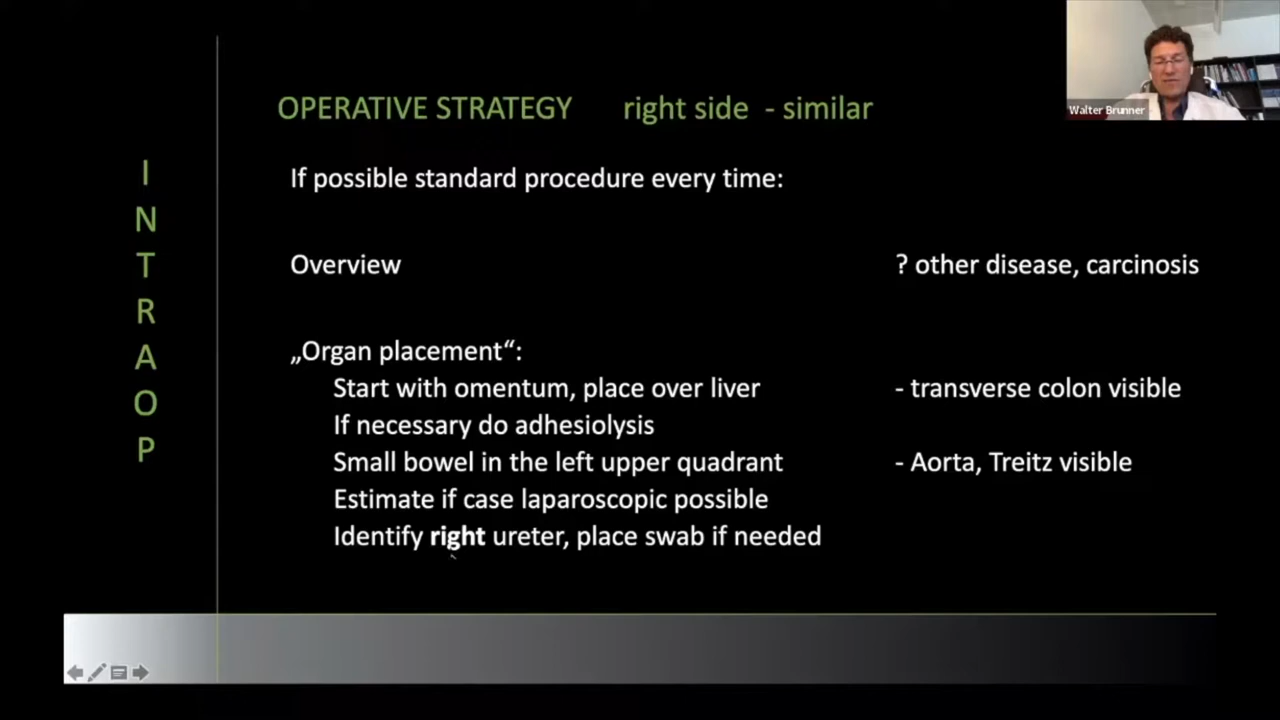 Walter Brunner
OPERATIVE STRATEGY right side - similar
INTRAOP
If possible standard procedure every time:
Overview ? other disease, carcinosis
„Organ placement“:
Start with omentum, place over liver - transverse colon visible
If necessary do adhesiolysis
Small bowel in the left upper quadrant - Aorta, Treitz visible
Estimate if case laparoscopic possible
Identify right ureter, place swab if needed